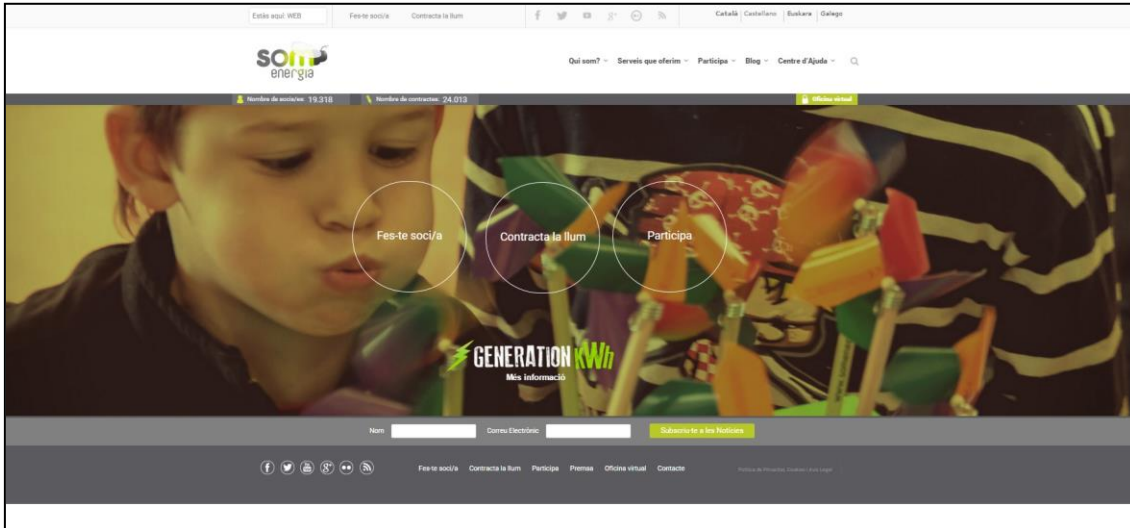 Estàs aquí: WEB Fes-te soci/a Contracta la llum Català Castellano Euskara Galego
som energia
Qui som? Serveis que oferim Participa Blog Centre d'Ajuda
Nombre de socis/es: 19.318 Nombre de contractes: 24.013 Oficina virtual
Fes-te soci/a Contracta la llum Participa
GENERATION kWh
Més informació
Nom Correu Electrònic Subscriu-te a les Notícies
Fes-te soci/a Contracta la llum Participa Premsa Oficina virtual Contacte